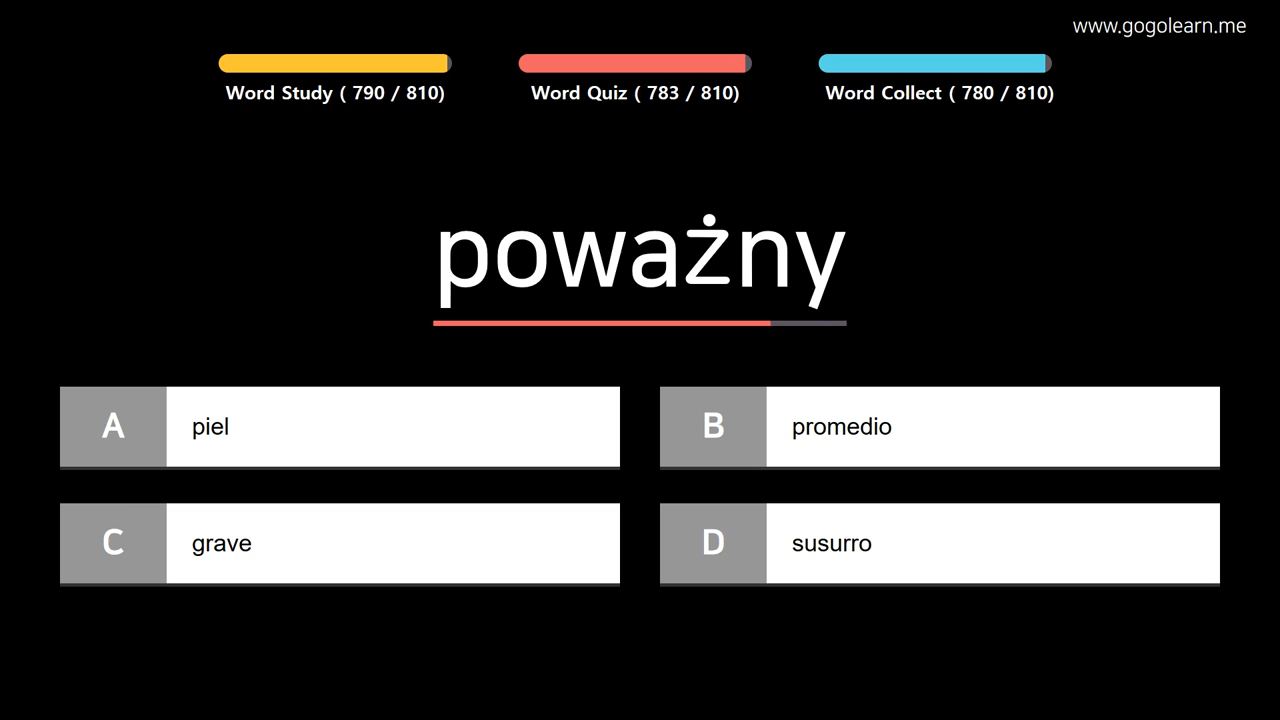 www.gogolearn.me
Word Study ( 790 / 810)
Word Quiz ( 783 / 810)
Word Collect ( 780 / 810)
poważny
A piel
B promedio
C grave
D susurro